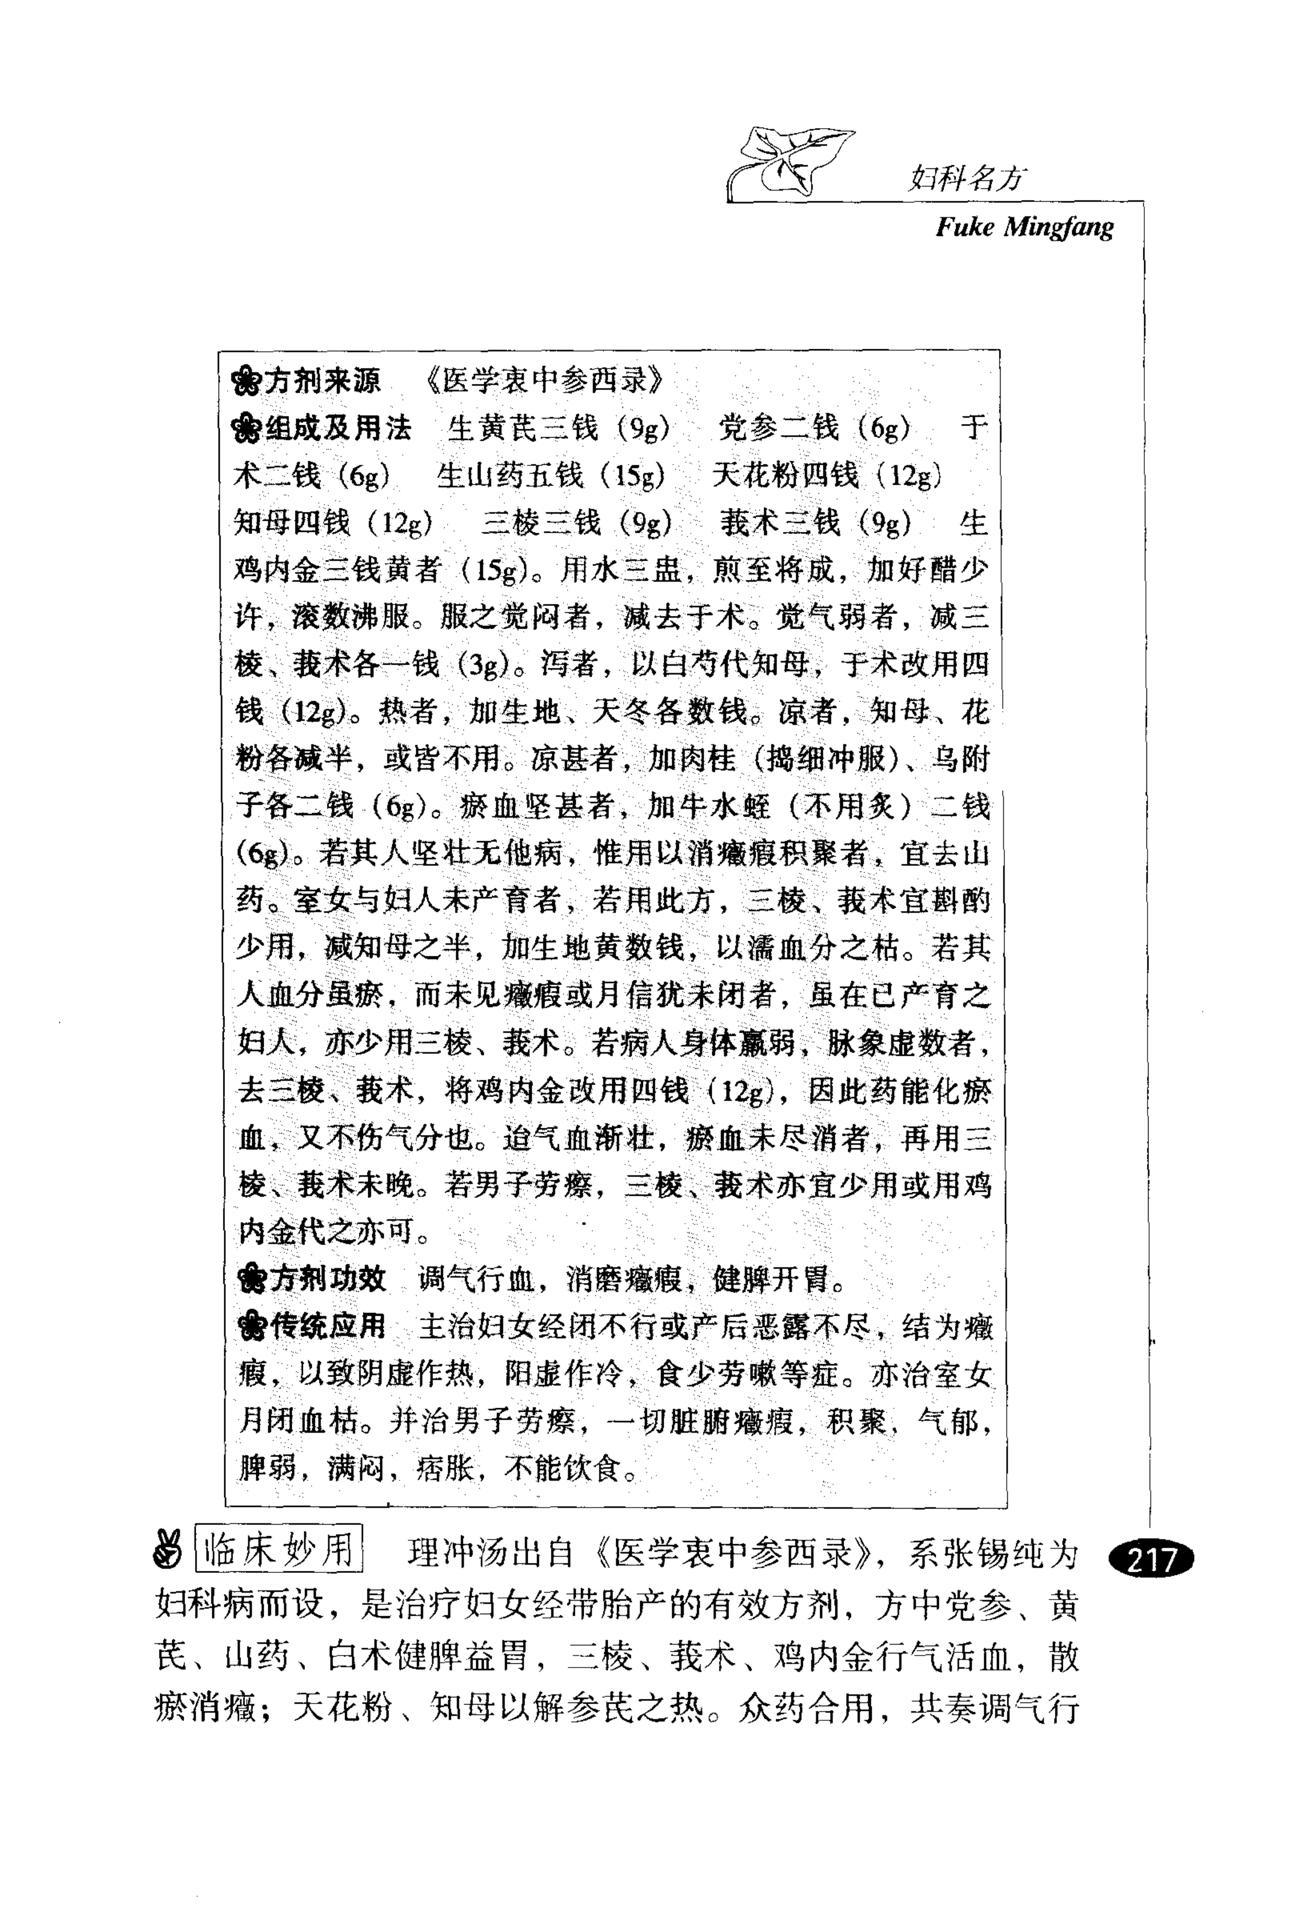 妇科名方
Fuke Mingfang
方剂来源 《医学衷中参西录》
组成及用法 生黄芪三钱（9g） 党参二钱（6g） 于
术二钱（6g） 生山药五钱（15g） 天花粉四钱（12g）
知母四钱（12g） 三棱三钱（9g） 莪术三钱（9g） 生
鸡内金三钱黄者（15g）。用水三盅，煎至将成，加好醋少
许，滚数沸服。服之觉闷者，减去于术。觉气弱者，减三
棱、莪术各一钱（3g）。泻者，以白芍代知母，于术改用四
钱（12g）。热者，加生地、天冬各数钱。凉者，知母、花
粉各减半，或皆不用。凉甚者，加肉桂（捣细冲服）、乌附
子各二钱（6g）。瘀血坚甚者，加牛水蛭（不用炙）二钱
（6g）。若其人坚壮无他病，惟用以消癥瘕积聚者，宜去山
药。室女与妇人未产育者，若用此方，三棱、莪术宜斟酌
少用，减知母之半，加生地黄数钱，以濡血分之枯。若其
人血分虽瘀，而未见癥瘕或月信犹未闭者，虽在已产育之
妇人，亦少用三棱、莪术。若病人身体羸弱，脉象虚数者，
去三棱、莪术，将鸡内金改用四钱（12g），因此药能化瘀
血，又不伤气分也。迨气血渐壮，瘀血未尽消者，再用三
棱、莪术未晚。若男子劳瘵，三棱、莪术亦宜少用或用鸡
内金代之亦可。
方剂功效 调气行血，消磨癥瘕，健脾开胃。
传统应用 主治妇女经闭不行或产后恶露不尽，结为癥
瘕，以致阴虚作热，阳虚作冷，食少劳嗽等症。亦治室女
月闭血枯。并治男子劳瘵，一切脏腑癥瘕，积聚，气郁，
脾弱，满闷，痞胀，不能饮食。
临床妙用 理冲汤出自《医学衷中参西录》，系张锡纯为
217
妇科病而设，是治疗妇女经带胎产的有效方剂，方中党参、黄
芪、山药、白术健脾益胃，三棱、莪术、鸡内金行气活血，散
瘀消癥；天花粉、知母以解参芪之热。众药合用，共奏调气行